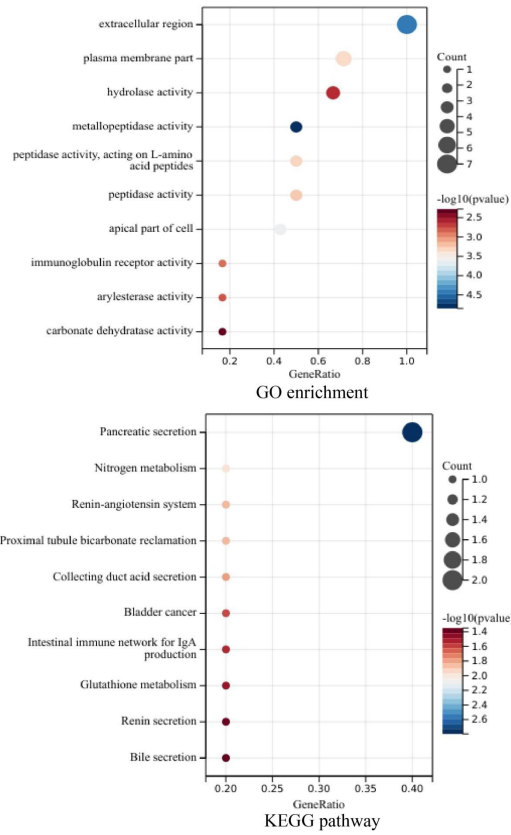 extracellular region
plasma membrane part
hydrolase activity
metallopeptidase activity
peptidase activity, acting on L-amino
acid peptides
peptidase activity
apical part of cell
immunoglobulin receptor activity
arylesterase activity
carbonate dehydratase activity
0.2 0.4 0.6 0.8 1.0
GeneRatio
Count
1
2
3
4
5
6
7
-log10(pvalue)
2.5
3.0
3.5
4.0
4.5
GO enrichment
Pancreatic secretion
Nitrogen metabolism
Renin-angiotensin system
Proximal tubule bicarbonate reclamation
Collecting duct acid secretion
Bladder cancer
Intestinal immune network for IgA
production
Glutathione metabolism
Renin secretion
Bile secretion
0.20 0.25 0.30 0.35 0.40
GeneRatio
Count
1.0
1.2
1.4
1.6
1.8
2.0
-log10(pvalue
1.4
1.6
1.8
2.0
2.2
2.4
2.6
KEGG pathway